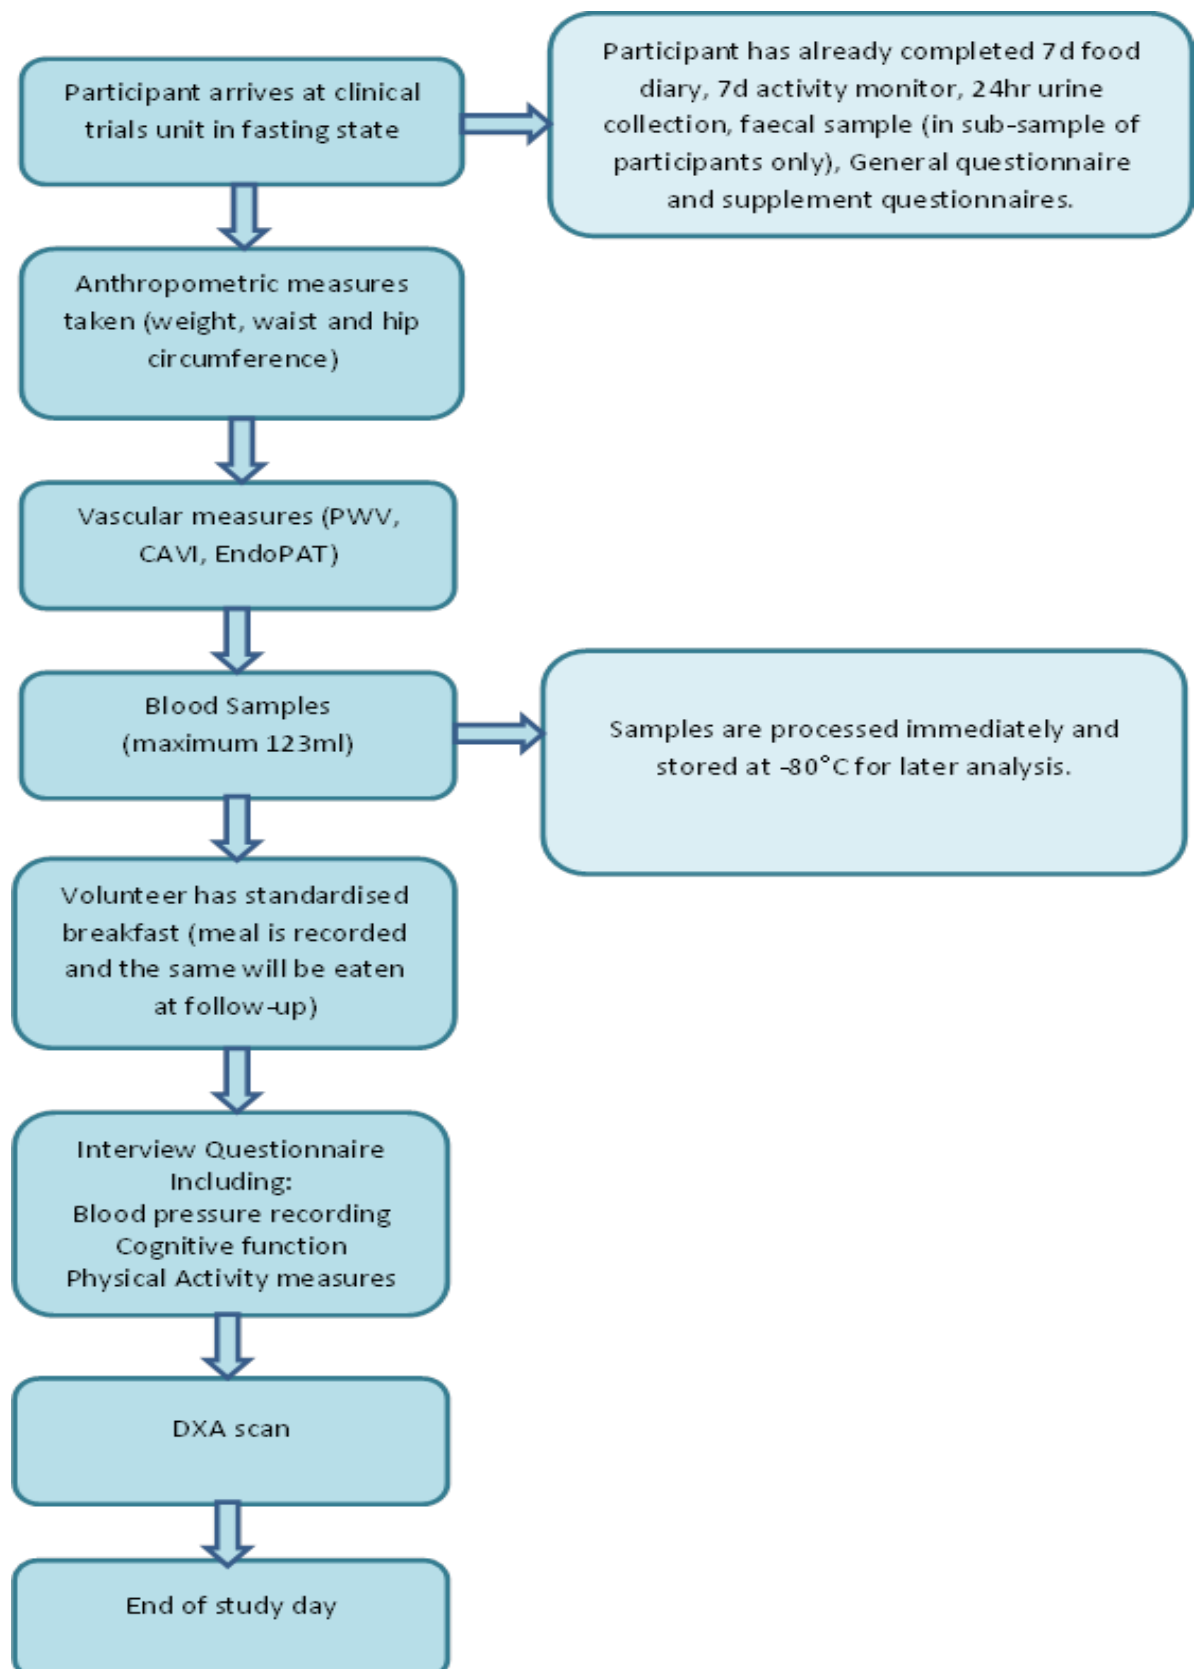 Participant arrives at clinical
trials unit in fasting state
Participant has already completed 7d food
diary, 7d activity monitor, 24hr urine
collection, faecal sample (in sub-sample of
participants only), General questionnaire
and supplement questionnaires.
Anthropometric measures
taken (weight, waist and hip
circumference)
Vascular measures (PWV,
CAVI, EndoPAT)
Blood Samples
(maximum 123ml)
Samples are processed immediately and
stored at -80°C for later analysis.
Volunteer has standardised
breakfast (meal is recorded
and the same will be eaten
at follow-up)
Interview Questionnaire
Including:
Blood pressure recording
Cognitive function
Physical Activity measures
DXA scan
End of study day